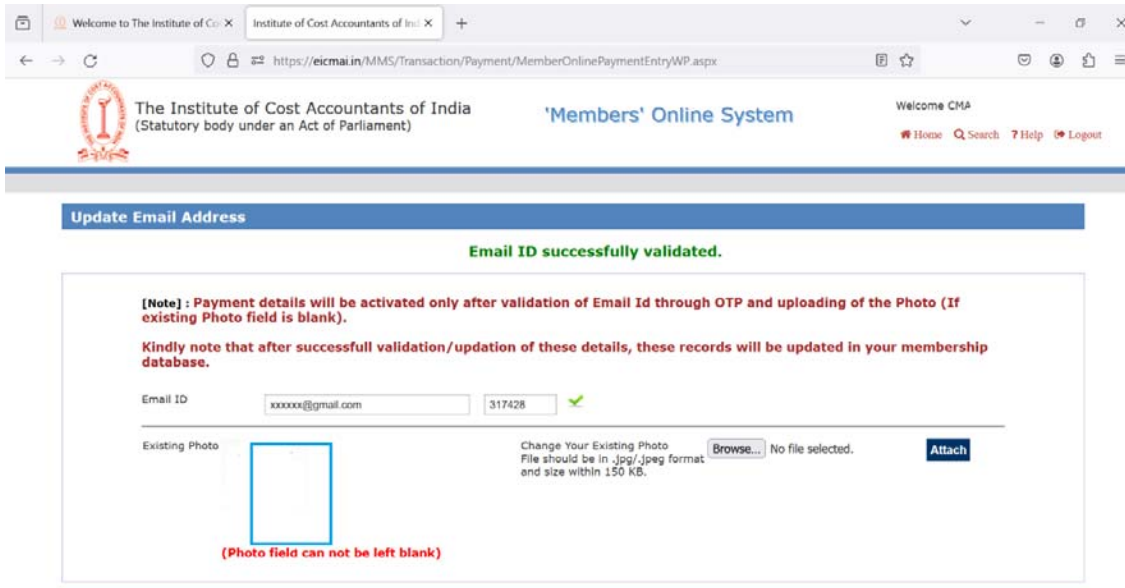 Welcome to The Institute of Co
Institute of Cost Accountants of Ind
https://eicmai.in/MMS/Transaction/Payment/MemberOnlinePaymentEntryWP.aspx
The Institute of Cost Accountants of India
(Statutory body under an Act of Parliament)
'Members' Online System
Welcome CMA
Home Search ? Help Logout
Update Email Address
Email ID successfully validated.
[Note] : Payment details will be activated only after validation of Email Id through OTP and uploading of the Photo (If
existing Photo field is blank).
Kindly note that after successfull validation/updation of these details, these records will be updated in your membership
database.
Email ID xxxxxx@gmail.com 317428
Existing Photo
Change Your Existing Photo
File should be in .jpg/.jpeg format
and size within 150 KB.
Browse... No file selected.
Attach
(Photo field can not be left blank)